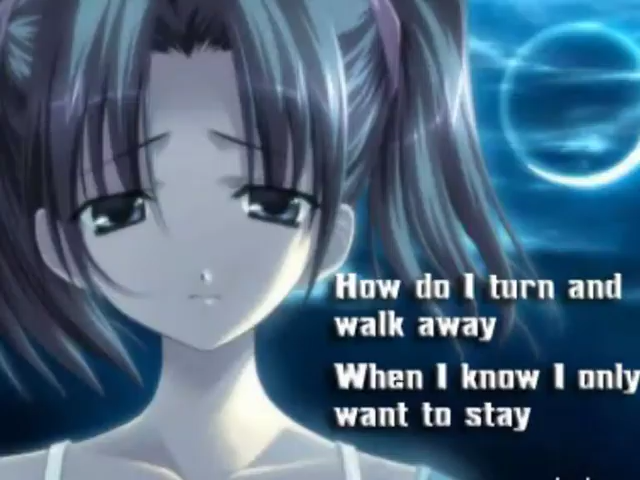 How do I turn and
walk away
When I know I only
want to stay